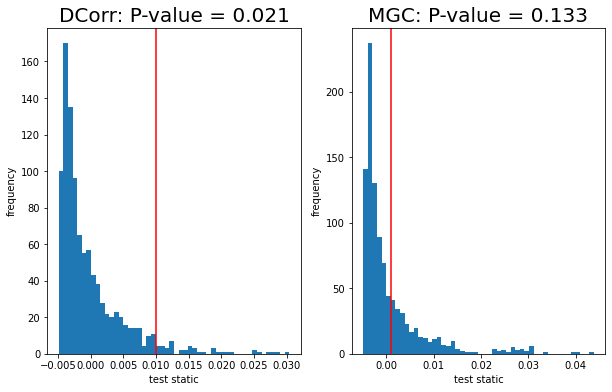 DCorr: P-value = 0.021
frequency
160
140
120
100
80
60
40
20
0
−0.005 0.000 0.005 0.010 0.015 0.020 0.025 0.030
test static
MGC: P-value = 0.133
frequency
200
150
100
50
0
0.00 0.01 0.02 0.03 0.04
test static